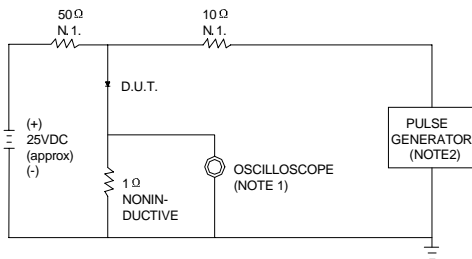 50Ω
N.1.
10Ω
N.1.
D.U.T.
(+)
25VDC
(approx)
(-)
1Ω
NONIN-
DUCTIVE
OSCILLOSCOPE
(NOTE 1)
PULSE
GENERATOR
(NOTE2)